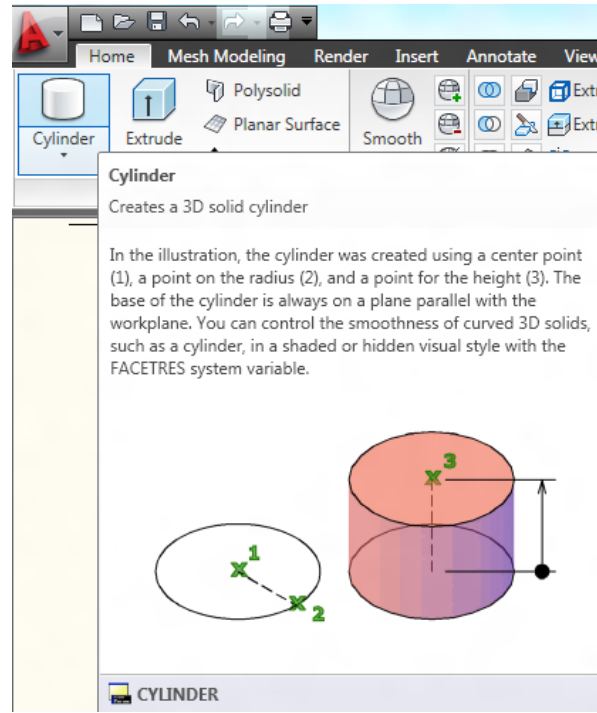 Home Mesh Modeling Render Insert Annotate View
Polysolid
Planar Surface
Cylinder Extrude Smooth
Extr
Extr
Cylinder
Creates a 3D solid cylinder
In the illustration, the cylinder was created using a center point
(1), a point on the radius (2), and a point for the height (3). The
base of the cylinder is always on a plane parallel with the
workplane. You can control the smoothness of curved 3D solids,
such as a cylinder, in a shaded or hidden visual style with the
FACETRES system variable.
3
1
2
CYLINDER